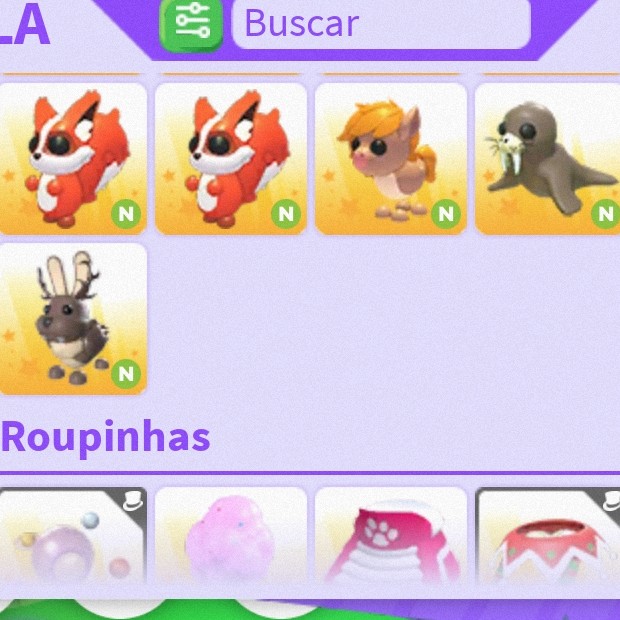 LA
Buscar
N N N N
N
Roupinhas